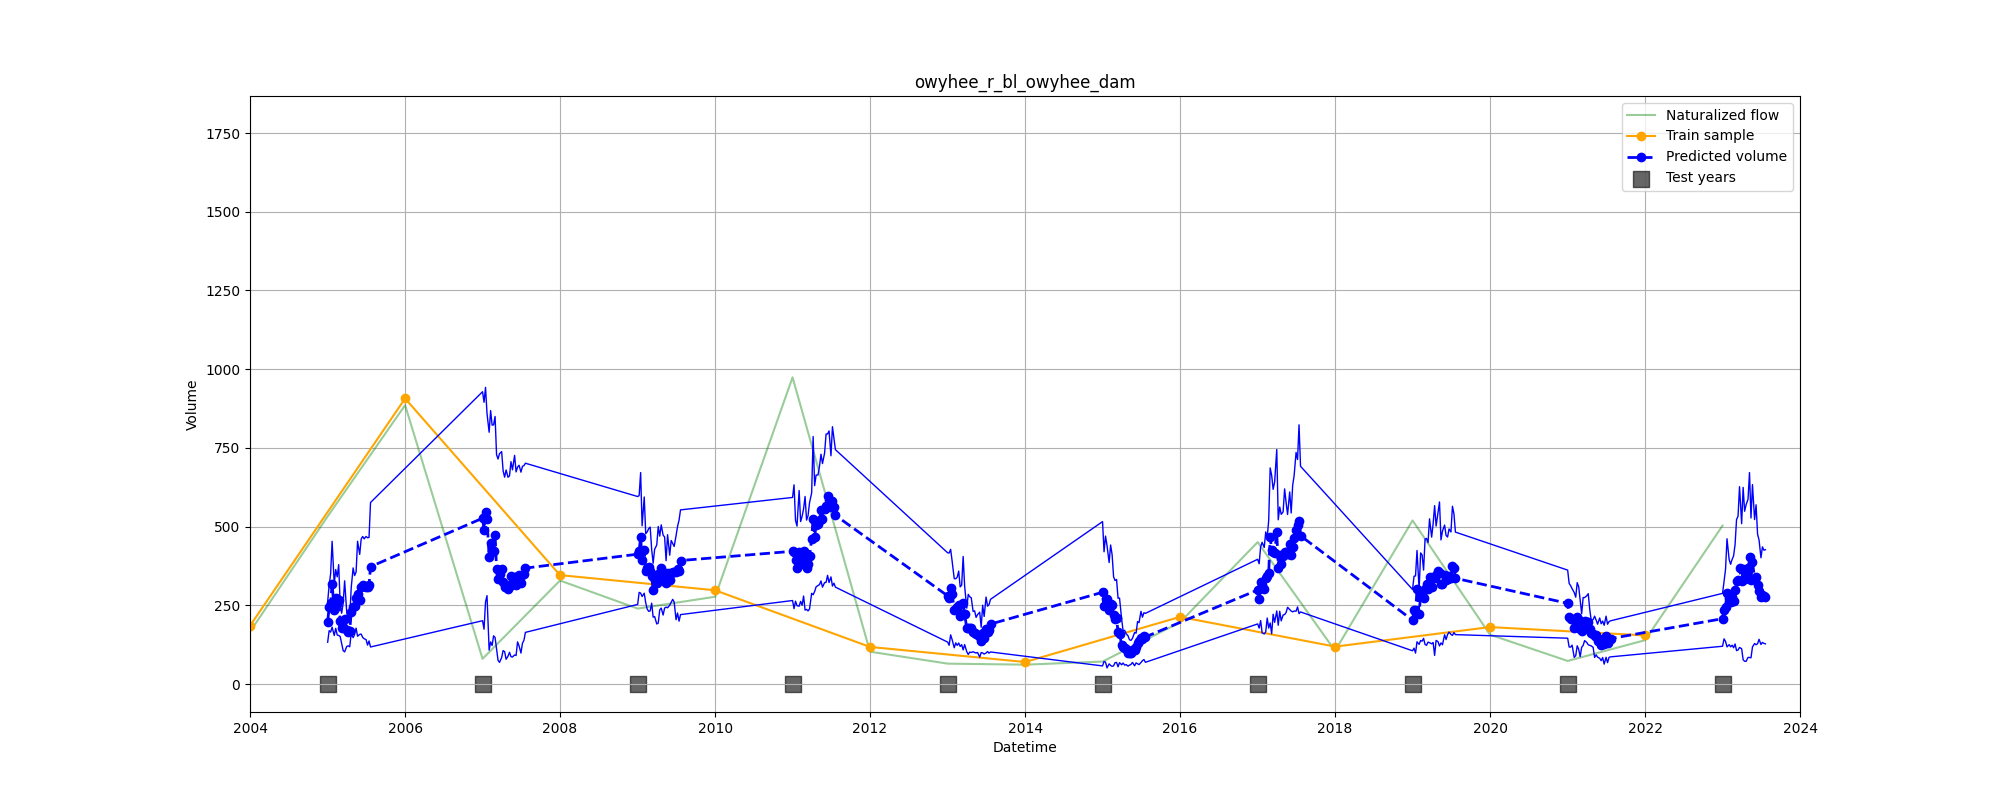 owyhee_r_bl_owyhee_dam
Naturalized flow
Train sample
Predicted volume
Test years
Volume
1750
1500
1250
1000
750
500
250
0
2004 2006 2008 2010 2012 2014 2016 2018 2020 2022 2024
Datetime